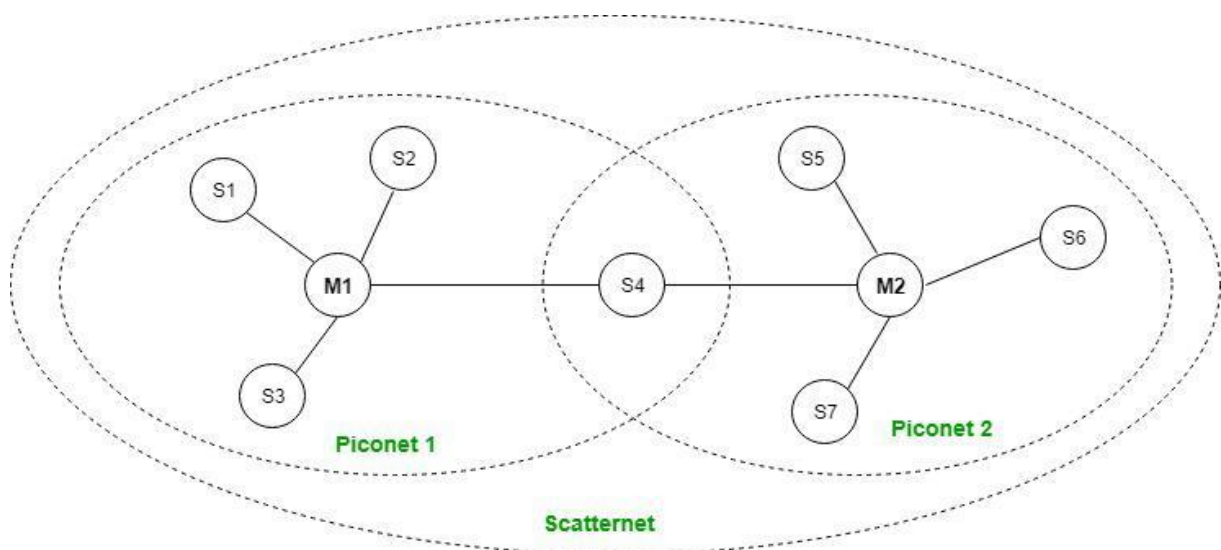 S2
S5
S1
S6
M1
S4
M2
S3
S7
Piconet 1
Piconet 2
Scatternet